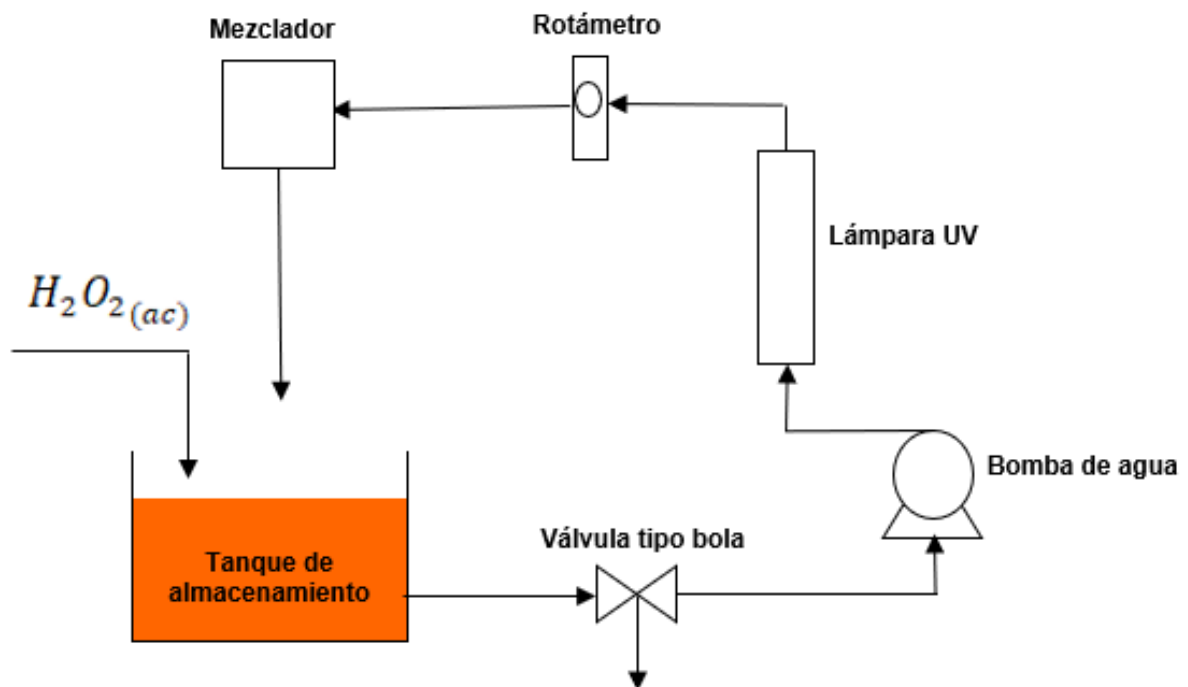 Mezclador
Rotámetro
Lámpara UV
H₂O₂(ac)
Bomba de agua
Válvula tipo bola
Tanque de
almacenamiento